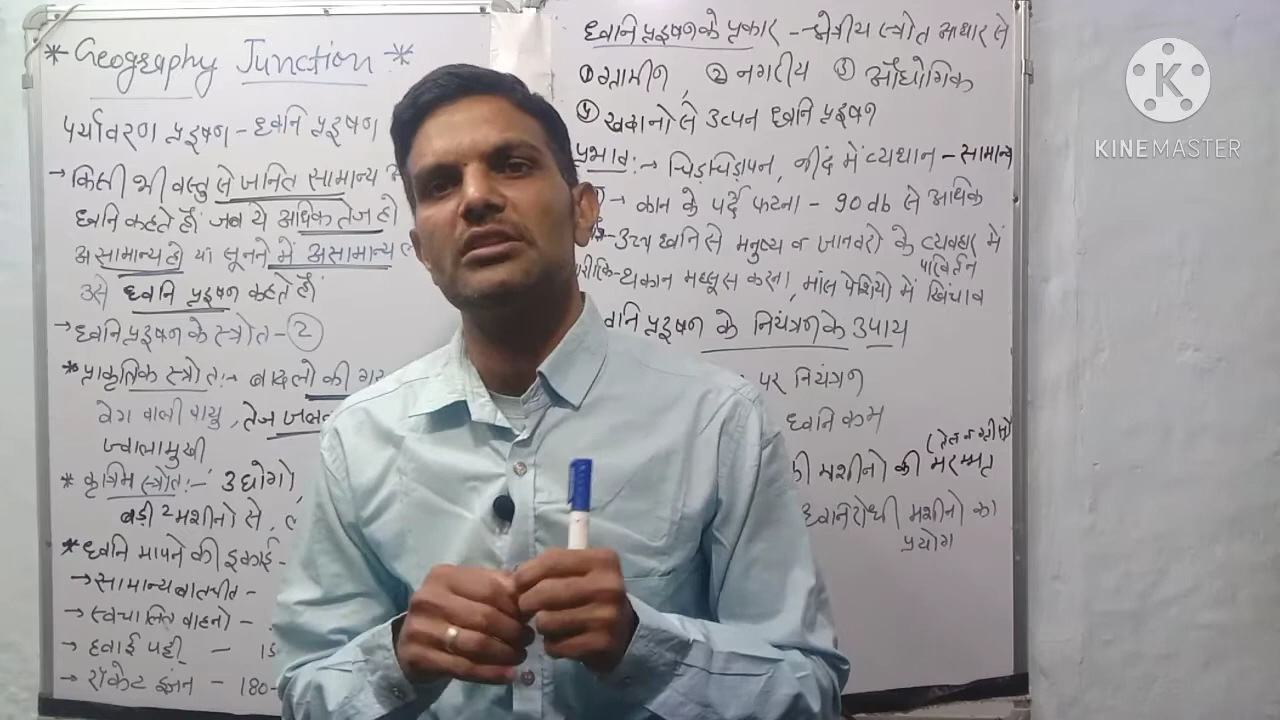 * Geography Junction *
पर्यावरण प्रदूषण - ध्वनि प्रदूषण
→ किसी भी वस्तु से जनित सामान्य
ध्वनि कहते हैं जब ये अधिक तेज हो
असामान्य हो या सूनने में असामान्य
उसे ध्वनि प्रदूषण कहते हैं
→ ध्वनि प्रदूषण के स्त्रोत - 2
* प्राकृतिक स्त्रोत :→ बादलो की
वेग वाली वायु , तेज
ज्वालामुखी,
* कृत्रिम स्त्रोत :- उद्योगो,
बडी 2 मशीनो से,
* ध्वनि मापने की इकाई -
→ सामान्य बातचीत -
→ स्वचालित वाहनो -
→ हवाई पट्टी -
→ रॉकेट इंजन - 180-
ध्वनि प्रदूषण के प्रकार - क्षेत्रीय स्त्रोत आधार से
① ग्रामीण, ② नगरीय ③ औधोगिक
④ खदानो से उत्पन ध्वनि प्रदूषण
प्रभाव :→ चिड़चिड़ापन, नींद में व्यधान - सामान्य
→ कान के पर्दे फटना - 90 db से अधिक
उच्च ध्वनि से मनुष्य व जानवरो के व्यवहार में
परिवर्तन
थकान महसूस करना, मांस पेशियो में खिंचाव
ध्वनि प्रदूषण के नियंत्रण के उपाय
पर नियंत्रण
ध्वनि कम
की मशीनो की मरम्मत
ध्वनिरोधी मशीनो का
प्रयोग
K
KINEMASTER